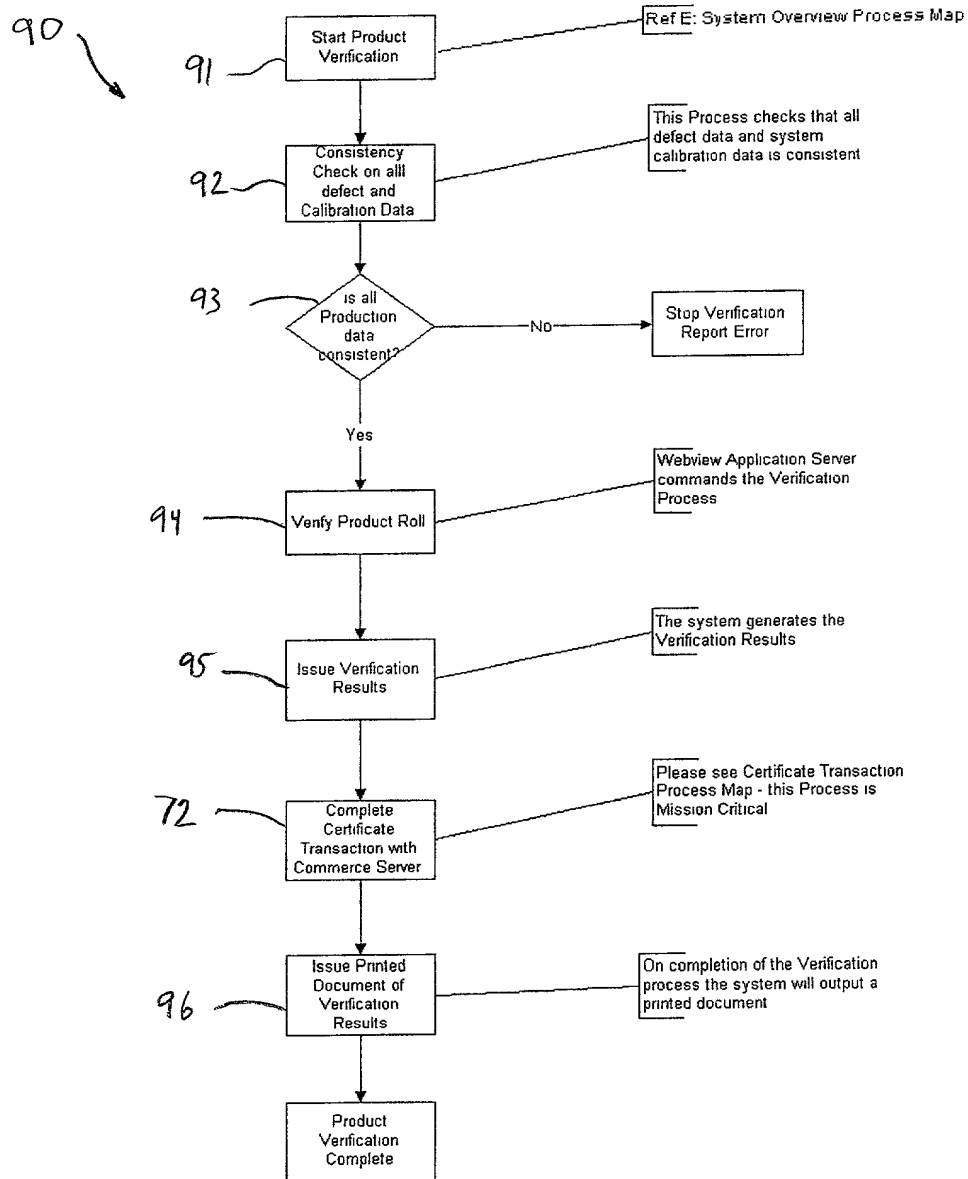 90
91
Start Product
Verification
Ref E: System Overview Process Map
92
Consistency
Check on alll
defect and
Calibration Data
This Process checks that all
defect data and system
calibration data is consistent
93
Is all
Production
data
consistent?
No
Stop Verification
Report Error
Yes
94
Verify Product Roll
Webview Application Server
commands the Verification
Process
95
Issue Verification
Results
The system generates the
Verification Results
72
Complete
Certificate
Transaction with
Commerce Server
Please see Certificate Transaction
Process Map - this Process is
Mission Critical
96
Issue Printed
Document of
Verification
Results
On completion of the Verification
process the system will output a
printed document
Product
Verification
Complete